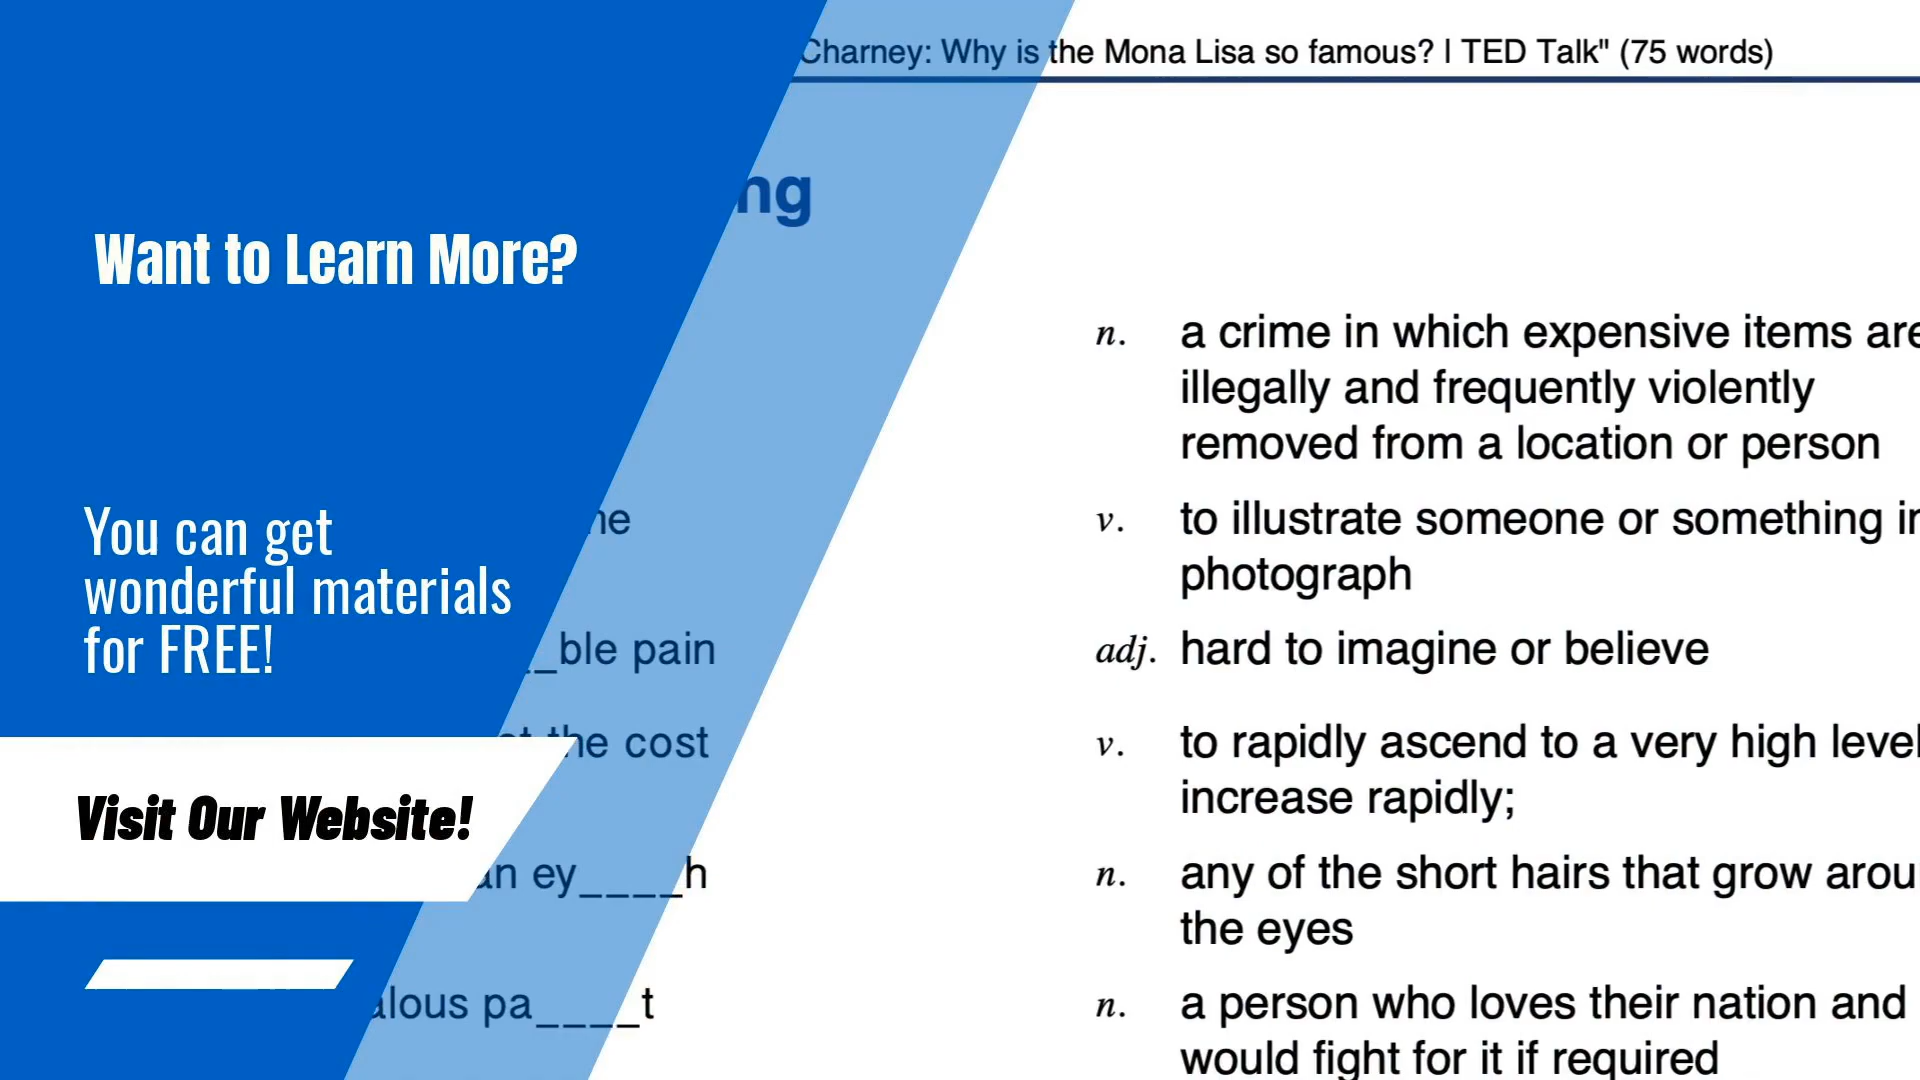 Charney: Why is the Mona Lisa so famous? | TED Talk" (75 words)
ng
Want to Learn More?
You can get
wonderful materials
for FREE!
Visit Our Website!
n. a crime in which expensive items are
illegally and frequently violently
removed from a location or person
he v. to illustrate someone or something in
photograph
__ble pain adj. hard to imagine or believe
the cost v. to rapidly ascend to a very high level
increase rapidly;
an ey____h n. any of the short hairs that grow arou
the eyes
alous pa____t n. a person who loves their nation and
would fight for it if required